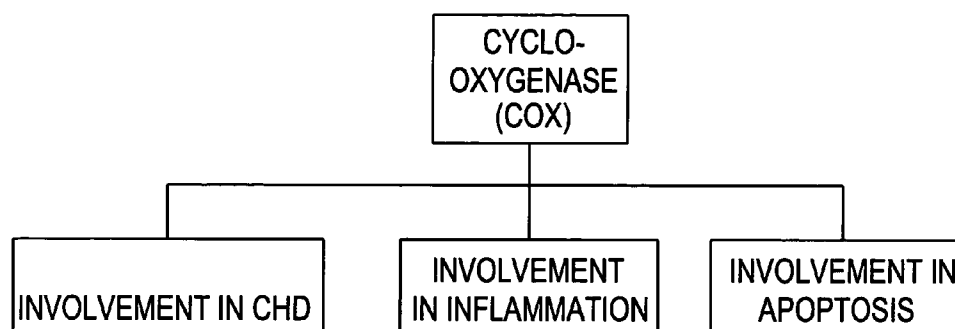 CYCLO-
OXYGENASE
(COX)
INVOLVEMENT IN CHD
INVOLVEMENT
IN INFLAMMATION
INVOLVEMENT IN
APOPTOSIS